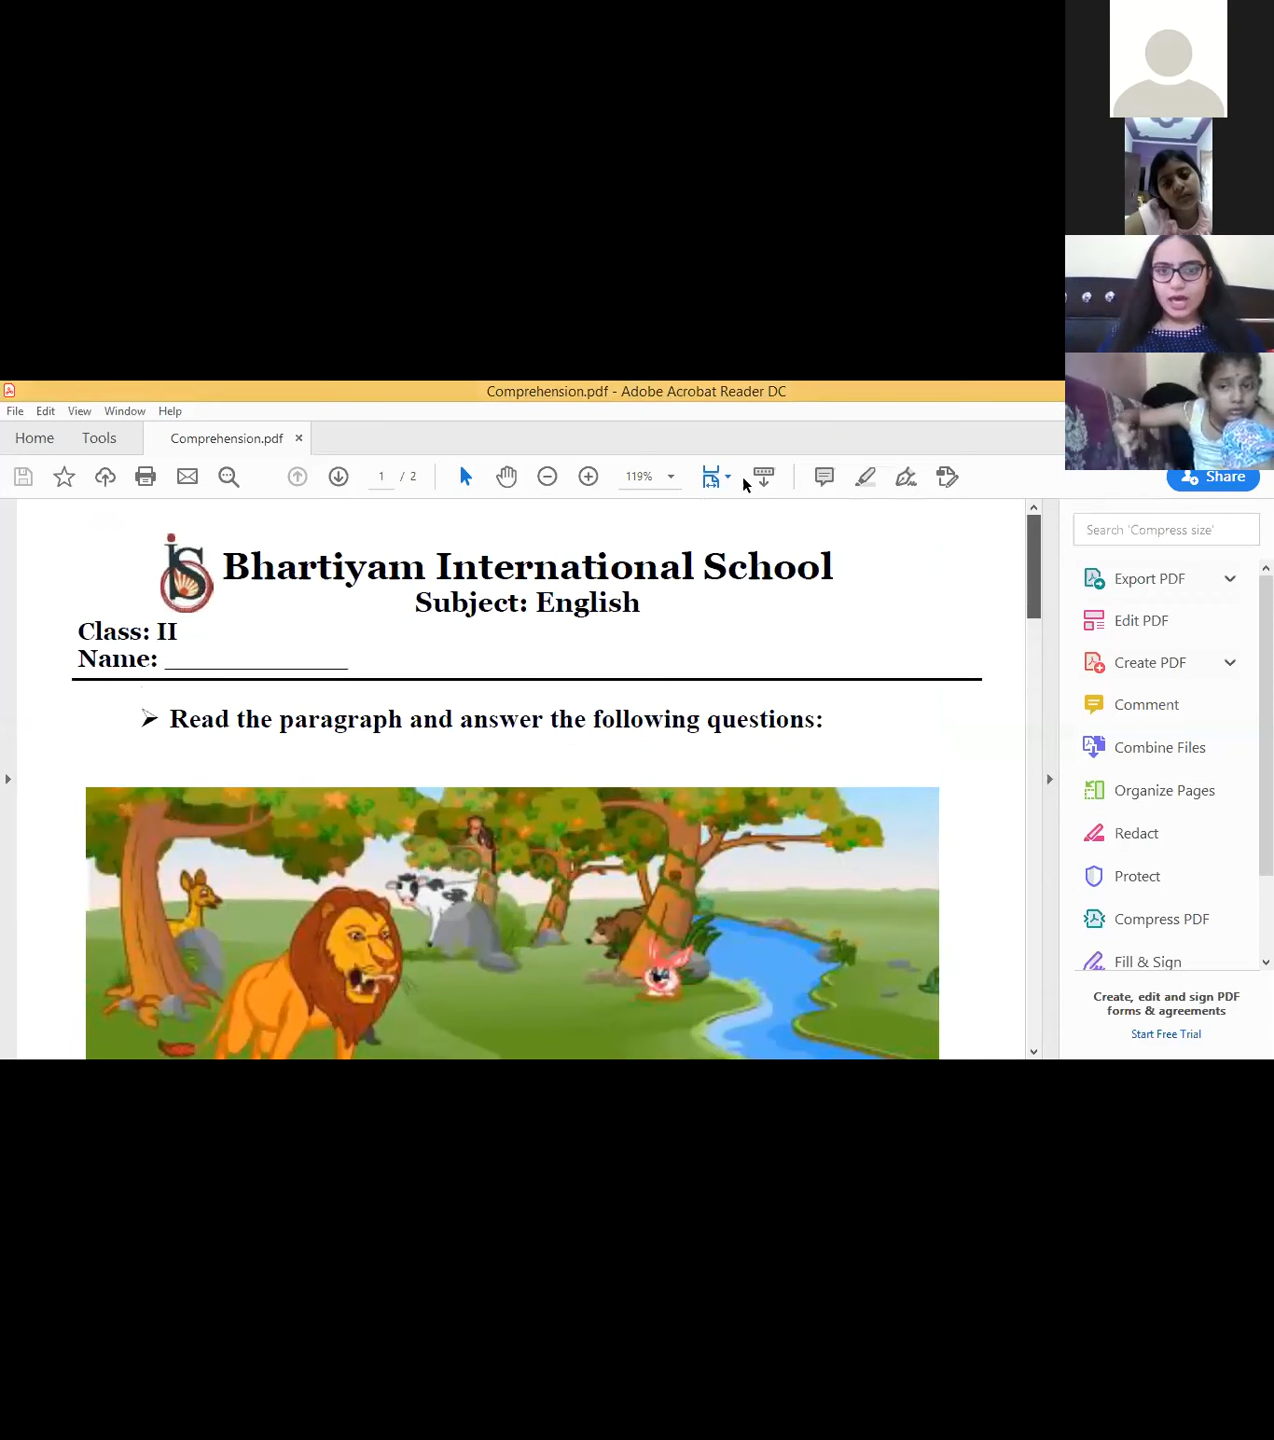 Comprehension.pdf - Adobe Acrobat Reader DC
File Edit View Window Help
Home Tools Comprehension.pdf ×
1 / 2 119% Share
Bhartiyam International School
Subject: English
Class: II
Name: ______________
➢ Read the paragraph and answer the following questions:
Search 'Compress size'
Export PDF
Edit PDF
Create PDF
Comment
Combine Files
Organize Pages
Redact
Protect
Compress PDF
Fill & Sign
Create, edit and sign PDF
forms & agreements
Start Free Trial